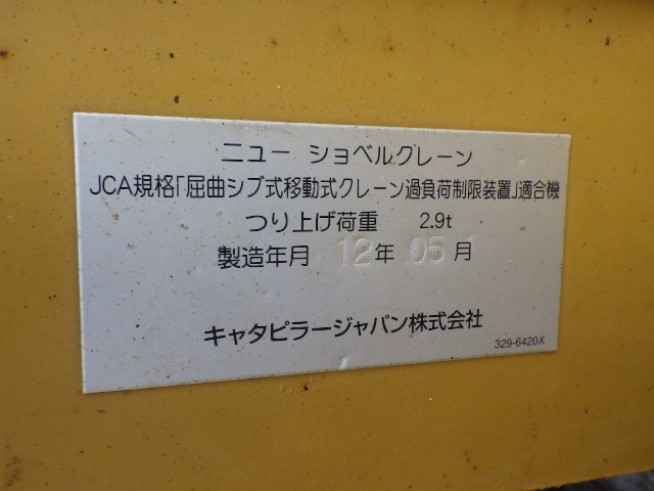 ニュー ショベルクレーン
JCA規格「屈曲ジブ式移動式クレーン過負荷制限装置」適合機
つり上げ荷重 2.9t
製造年月 12年 05月
キャタピラージャパン株式会社
329-6420X